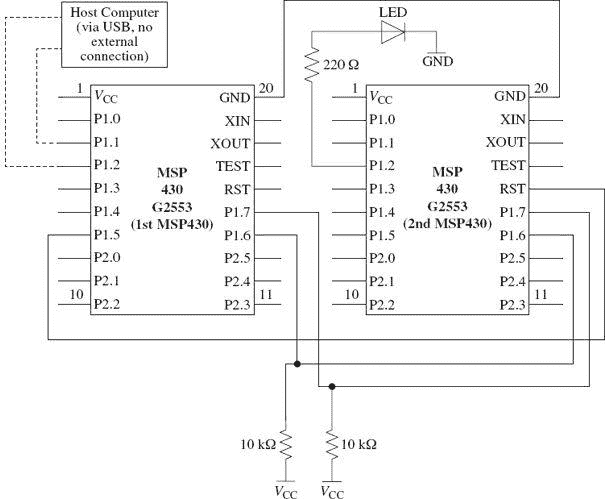 Host Computer
(via USB, no
external
connection)
LED
220 Ω
GND
1
V_CC
P1.0
P1.1
P1.2
P1.3
P1.4
P1.5
P2.0
P2.1
10
P2.2
MSP
430
G2553
(1st MSP430)
20
GND
XIN
XOUT
TEST
RST
P1.7
P1.6
P2.5
P2.4
11
P2.3
1
V_CC
P1.0
P1.1
P1.2
P1.3
P1.4
P1.5
P2.0
P2.1
10
P2.2
MSP
430
G2553
(2nd MSP430)
20
GND
XIN
XOUT
TEST
RST
P1.7
P1.6
P2.5
P2.4
11
P2.3
10 kΩ
10 kΩ
V_CC
V_CC